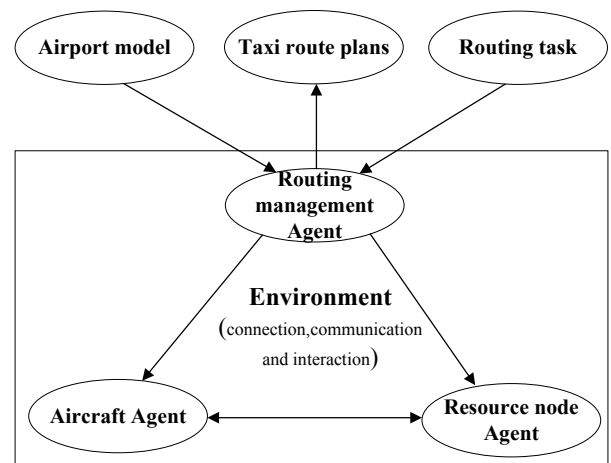 Airport model
Taxi route plans
Routing task
Routing
management
Agent
Environment
(connection,communication
and interaction)
Aircraft Agent
Resource node
Agent